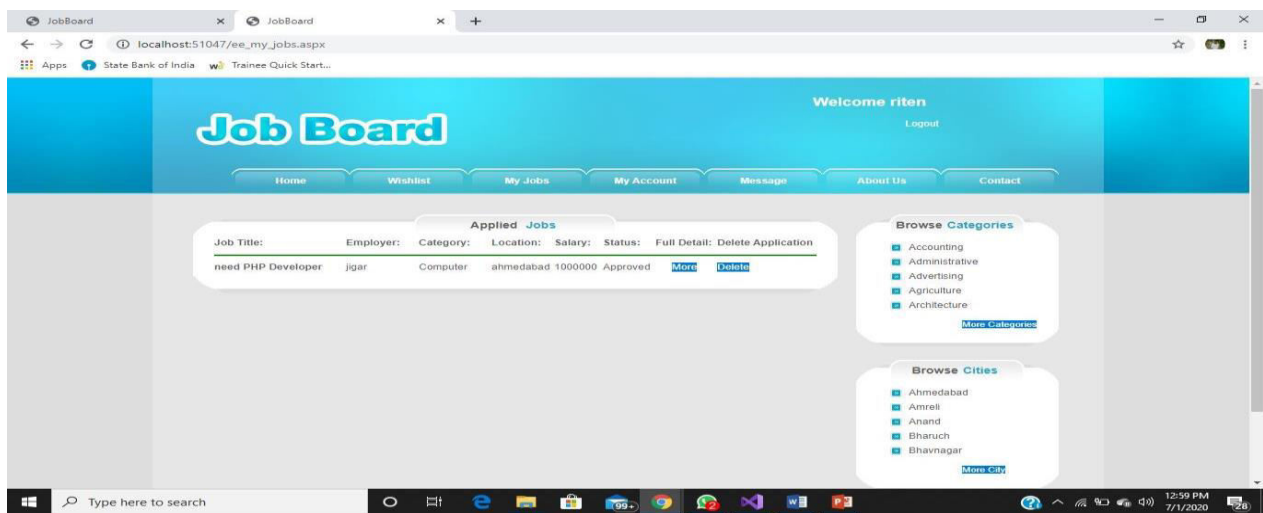 JobBoard
JobBoard
localhost:51047/ee_my_jobs.aspx
Apps State Bank of India Trainee Quick Start...
Welcome riten
Logout
Job Board
Home Wishlist My Jobs My Account Message About Us Contact
Applied Jobs
Job Title: Employer: Category: Location: Salary: Status: Full Detail: Delete Application
need PHP Developer jigar Computer ahmedabad 1000000 Approved More Delete
Browse Categories
Accounting
Administrative
Advertising
Agriculture
Architecture
More Categories
Browse Cities
Ahmedabad
Amreli
Anand
Bharuch
Bhavnagar
More City
Type here to search
99+
12:59 PM
7/1/2020
28